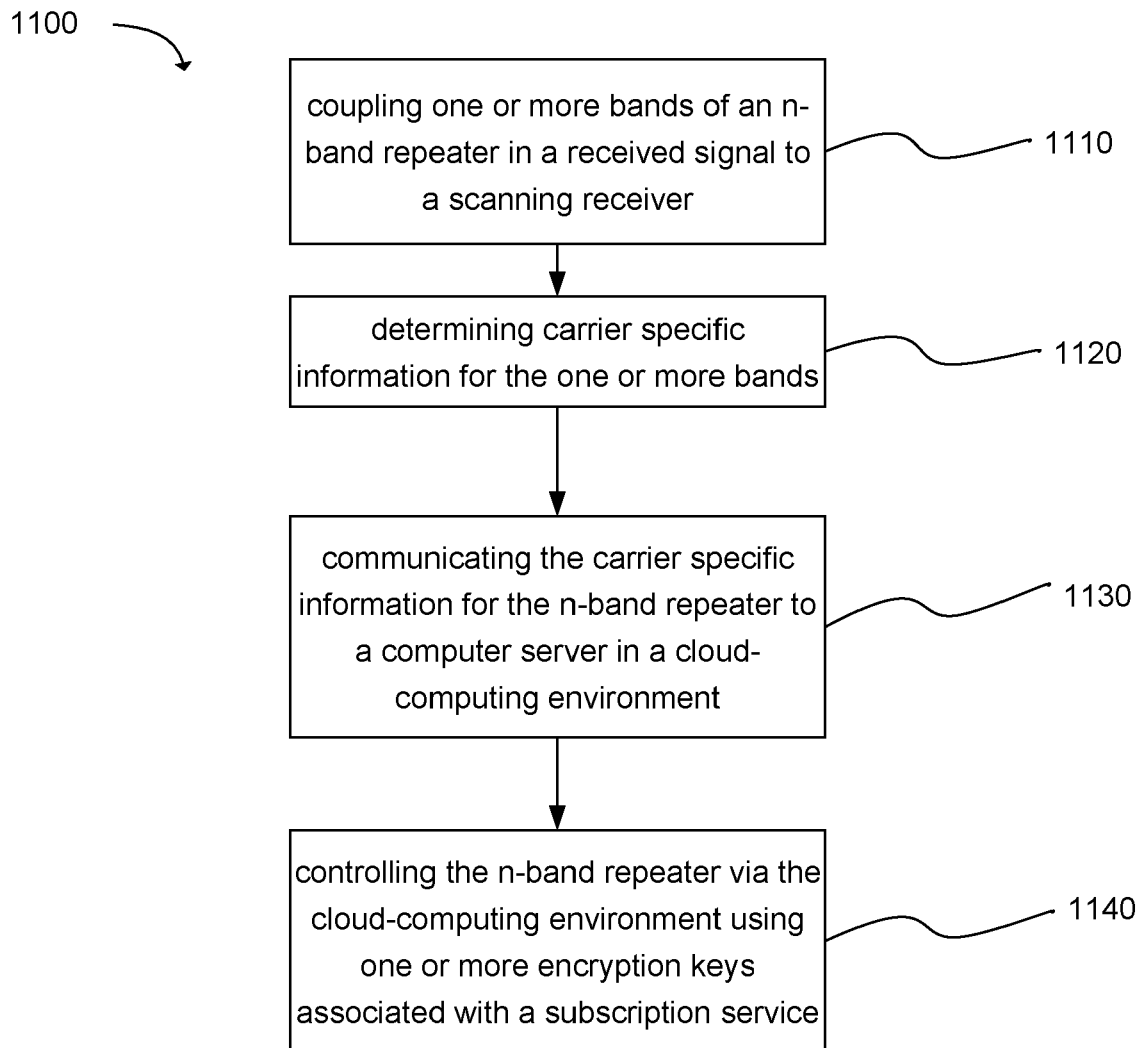 1100
coupling one or more bands of an n-
band repeater in a received signal to
a scanning receiver
1110
determining carrier specific
information for the one or more bands
1120
communicating the carrier specific
information for the n-band repeater to
a computer server in a cloud-
computing environment
1130
controlling the n-band repeater via the
cloud-computing environment using
one or more encryption keys
associated with a subscription service
1140